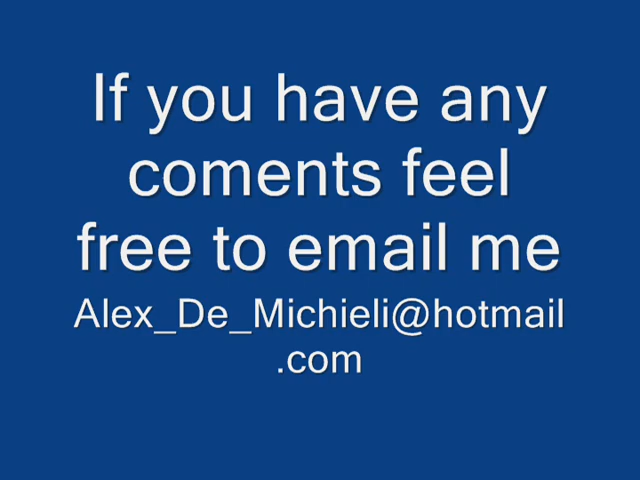 If you have any
coments feel
free to email me
Alex_De_Michieli@hotmail
.com